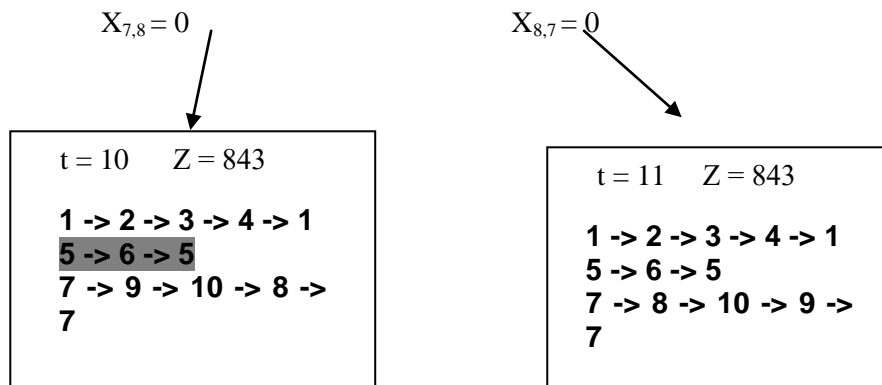 X7,8 = 0
X8,7 = 0
t = 10 Z = 843
1 -> 2 -> 3 -> 4 -> 1
5 -> 6 -> 5
7 -> 9 -> 10 -> 8 ->
7
t = 11 Z = 843
1 -> 2 -> 3 -> 4 -> 1
5 -> 6 -> 5
7 -> 8 -> 10 -> 9 ->
7